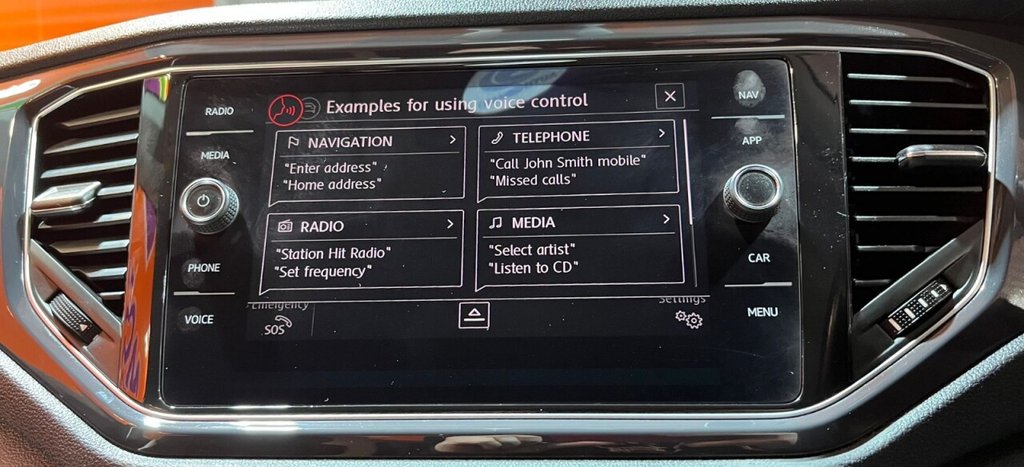 RADIO
MEDIA
PHONE
VOICE
Examples for using voice control
NAVIGATION
"Enter address"
"Home address"
TELEPHONE
"Call John Smith mobile"
"Missed calls"
RADIO
"Station Hit Radio"
"Set frequency"
MEDIA
"Select artist"
"Listen to CD"
Emergency
SOS
Settings
NAV
APP
CAR
MENU